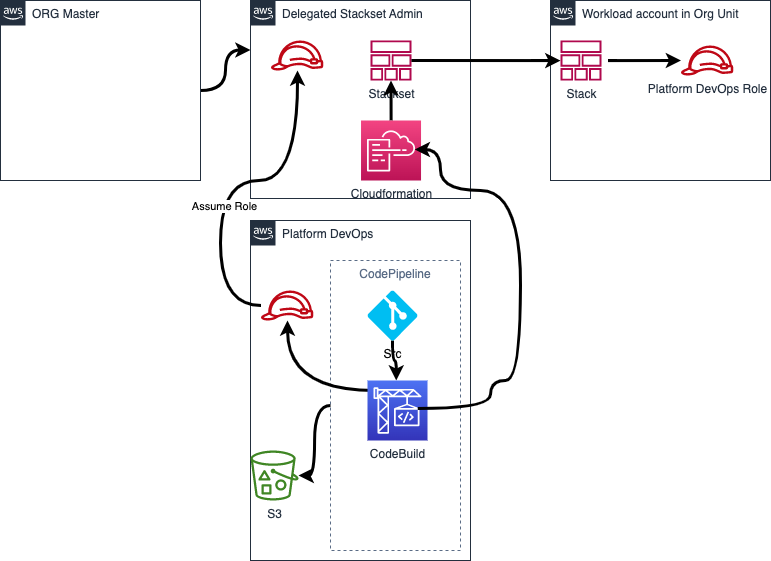 aws
ORG Master
aws
Delegated Stackset Admin
aws
Workload account in Org Unit
Stackset
Stack
Platform DevOps Role
Cloudformation
Assume Role
aws
Platform DevOps
CodePipeline
Src
</>
CodeBuild
S3